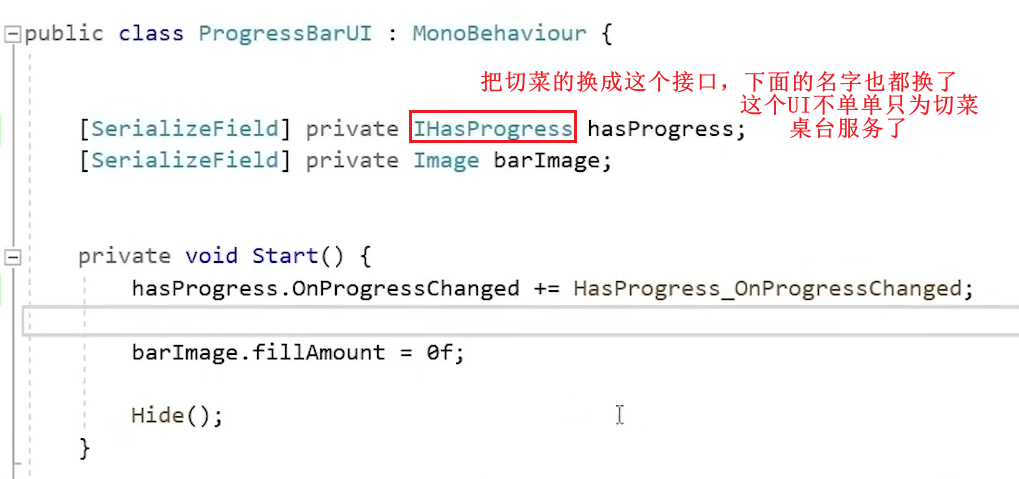 public class ProgressBarUI : MonoBehaviour {
把切菜的换成这个接口，下面的名字也都换了
这个UI不单单只为切菜
桌台服务了
[SerializeField] private IHasProgress hasProgress;
[SerializeField] private Image barImage;
private void Start() {
hasProgress.OnProgressChanged += HasProgress_OnProgressChanged;
barImage.fillAmount = 0f;
Hide();
}